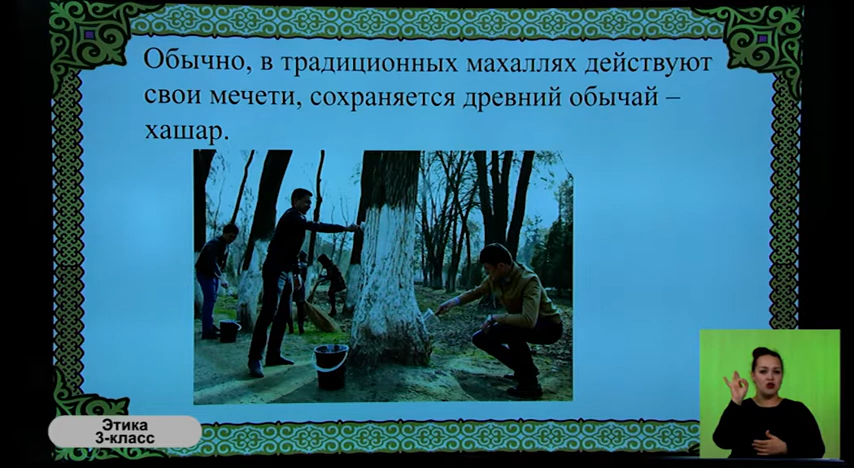 Обычно, в традиционных махаллях действуют
свои мечети, сохраняется древний обычай –
хашар.
Этика
3-класс